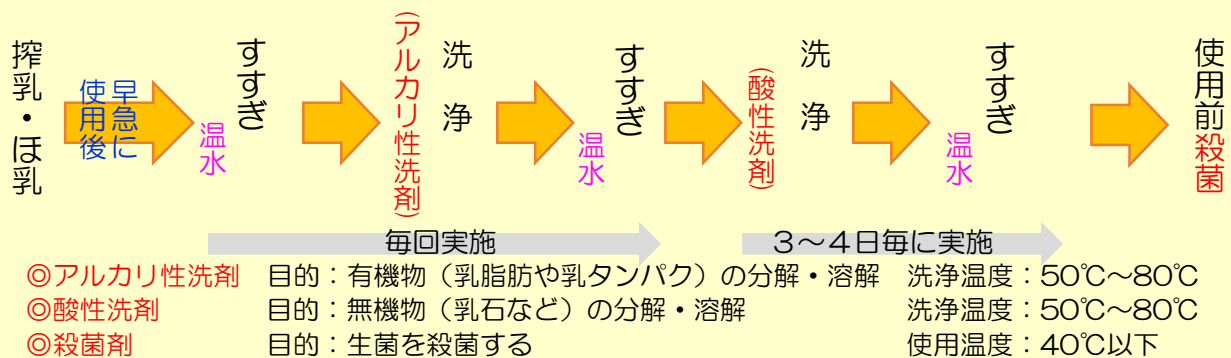 搾乳・ほ乳
使用後
早急に
すすぎ
温水
洗浄
(アルカリ性洗剤)
すすぎ
温水
洗浄
(酸性洗剤)
すすぎ
温水
使用前殺菌
毎回実施
3〜4日毎に実施
◎アルカリ性洗剤 目的：有機物（乳脂肪や乳タンパク）の分解・溶解 洗浄温度：50℃〜80℃
◎酸性洗剤 目的：無機物（乳石など）の分解・溶解 洗浄温度：50℃〜80℃
◎殺菌剤 目的：生菌を殺菌する 使用温度：40℃以下